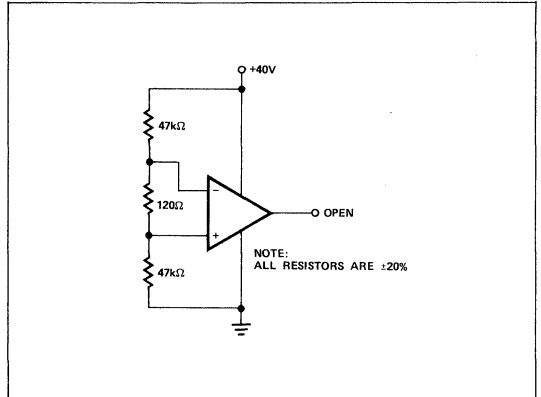 +40V
47kΩ
−
120Ω
OPEN
+
NOTE:
ALL RESISTORS ARE ±20%
47kΩ